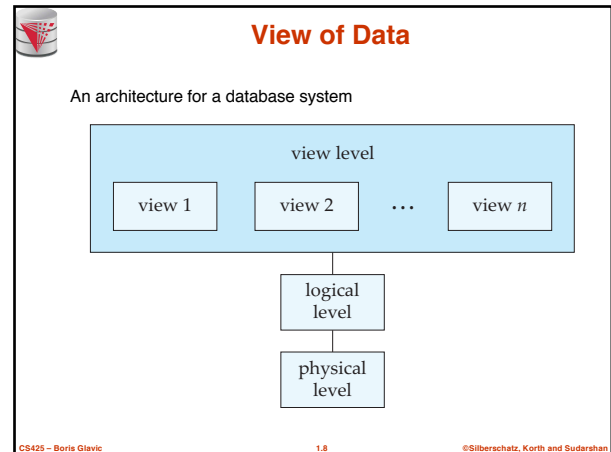 View of Data
An architecture for a database system
view level
view 1 view 2 … view n
logical
level
physical
level
CS425 – Boris Glavic 1.8 ©Silberschatz, Korth and Sudarshan